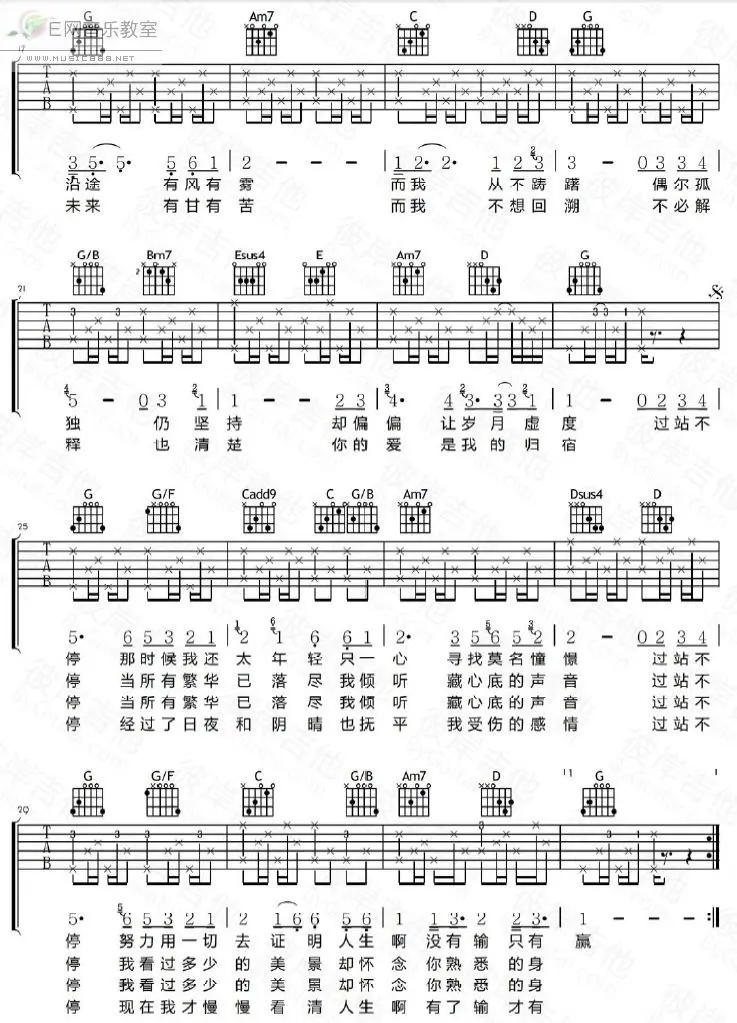 E网音乐教室
WWW.MUSIC888.NET
G Am7 C D G
17
T A B
3 5· 5· 5 6 1 2 - - - 1 2· 2· 1 2 3 3 - 0 3 3 4
沿途 有风有雾 而我 从不踌躇 偶尔孤
未来 有甘有苦 而我 不想回溯 不必解
G/B Bm7 Esus4 E Am7 D G
21
T A B
5 - 0 3 1 1 - - 2 3 4· 4 3·3 3 1 1 - 0 2 3 4
独 仍坚持 却偏偏 让岁月虚度 过站不
释 也清楚 你的爱 是我的归宿
G G/F Cadd9 C G/B Am7 Dsus4 D
25
T A B
5· 6 5 3 2 1 2 1 6 6 1 2· 3 5 6 5 2 2 - 0 2 3 4
停 那时候我还太年轻只一心 寻找莫名憧憬 过站不
停 当所有繁华已落尽我倾听 藏心底的声音 过站不
停 当所有繁华已落尽我倾听 藏心底的声音 过站不
停 经过了日夜和阴晴也抚平 我受伤的感情 过站不
G G/F C G/B Am7 D G
29
T A B
5· 6 5 3 2 1 2 1 6 6 5 6 1 1 3· 2 2 3· 1 - - -
停 努力用一切去证明人生啊没有输只有 赢
停 我看过多少的美景却怀念你熟悉的身
停 我看过多少的美景却怀念你熟悉的身
停 现在我才慢慢看清人生啊有了输才有